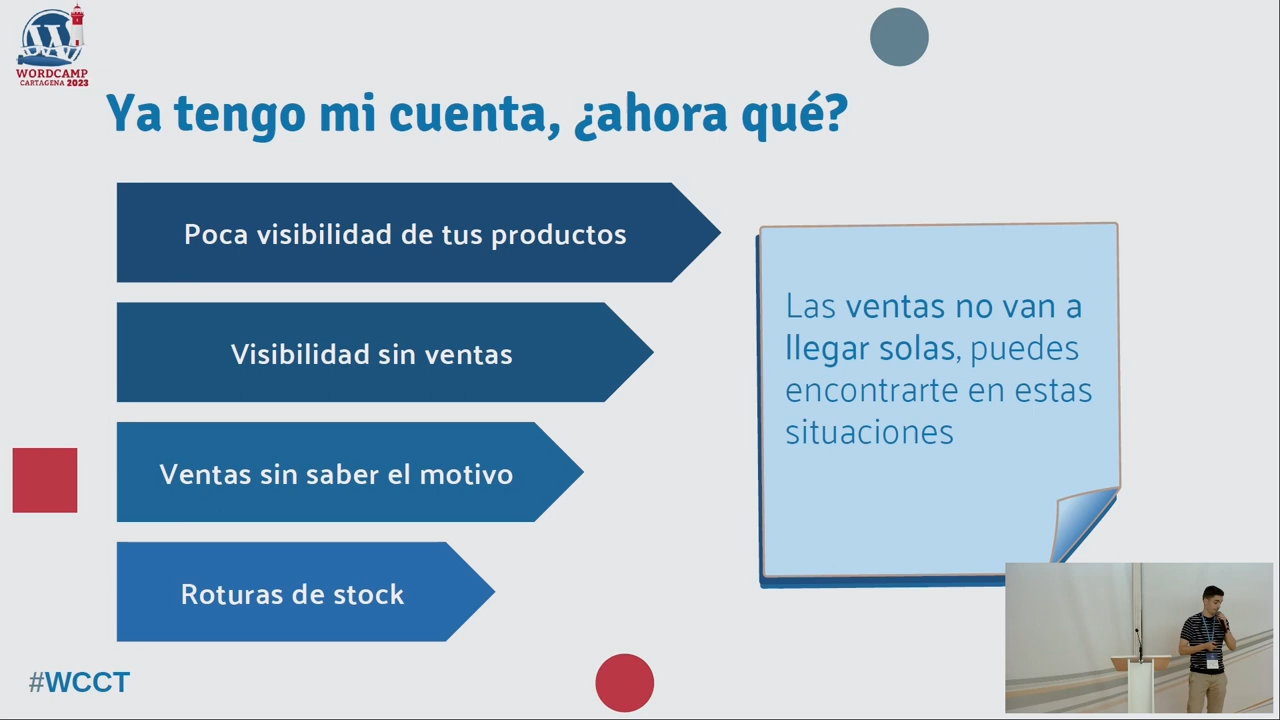 WORDCAMP
CARTAGENA 2023
Ya tengo mi cuenta, ¿ahora qué?
Poca visibilidad de tus productos
Visibilidad sin ventas
Ventas sin saber el motivo
Roturas de stock
Las ventas no van a
llegar solas, puedes
encontrarte en estas
situaciones
#WCCT